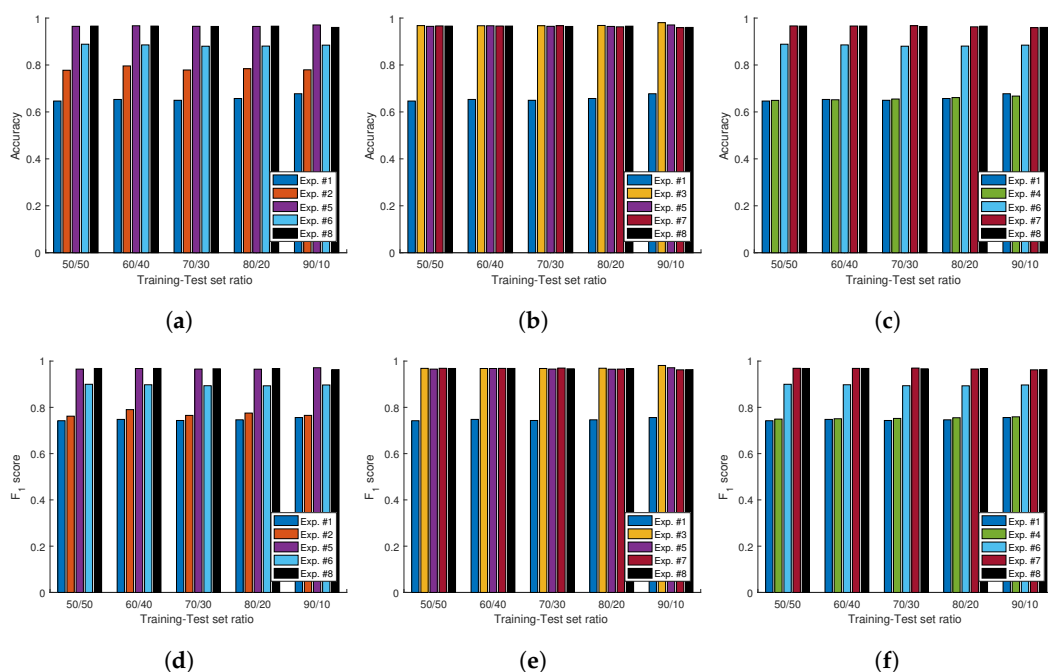 1
0.8
0.6
0.4
0.2
0
Accuracy
50/50 60/40 70/30 80/20 90/10
Training-Test set ratio
Exp. #1
Exp. #2
Exp. #5
Exp. #6
Exp. #8
(a)
1
0.8
0.6
0.4
0.2
0
Accuracy
50/50 60/40 70/30 80/20 90/10
Training-Test set ratio
Exp. #1
Exp. #3
Exp. #5
Exp. #7
Exp. #8
(b)
1
0.8
0.6
0.4
0.2
0
Accuracy
50/50 60/40 70/30 80/20 90/10
Training-Test set ratio
Exp. #1
Exp. #4
Exp. #6
Exp. #7
Exp. #8
(c)
1
0.8
0.6
0.4
0.2
0
F1 score
50/50 60/40 70/30 80/20 90/10
Training-Test set ratio
Exp. #1
Exp. #2
Exp. #5
Exp. #6
Exp. #8
(d)
1
0.8
0.6
0.4
0.2
0
F1 score
50/50 60/40 70/30 80/20 90/10
Training-Test set ratio
Exp. #1
Exp. #3
Exp. #5
Exp. #7
Exp. #8
(e)
1
0.8
0.6
0.4
0.2
0
F1 score
50/50 60/40 70/30 80/20 90/10
Training-Test set ratio
Exp. #1
Exp. #4
Exp. #6
Exp. #7
Exp. #8
(f)